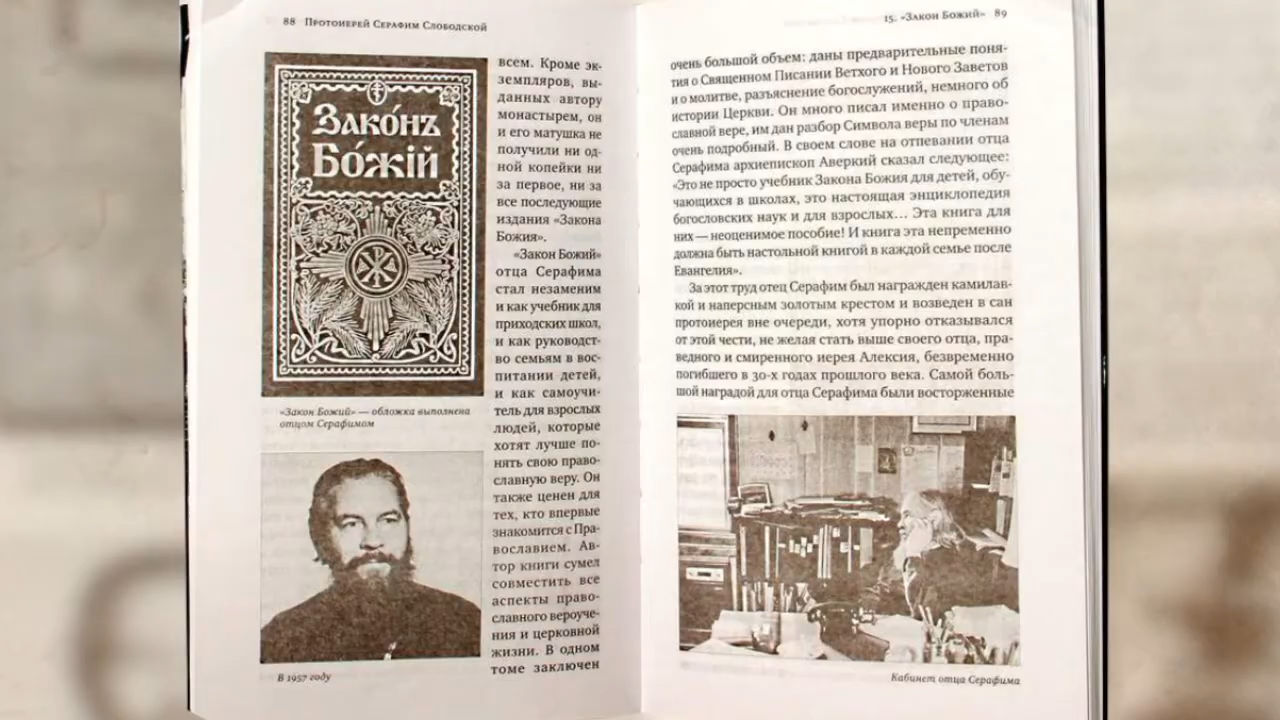 88 Протоиерей Серафим Слободской
Зако́нъ
Бо́жiй
«Закон Божий» — обложка выполнена
отцом Серафимом
В 1957 году
всем. Кроме эк-
земпляров, вы-
данных автору
монастырем, он
и его матушка не
получили ни од-
ной копейки ни
за первое, ни за
все последующие
издания «Закона
Божия».
«Закон Божий»
отца Серафима
стал незаменим
и как учебник для
приходских школ,
и как руководст-
во семьям в вос-
питании детей,
и как самоучи-
тель для взрослых
людей, которые
хотят лучше по-
нять свою право-
славную веру. Он
также ценен для
тех, кто впервые
знакомится с Пра-
вославием. Ав-
тор книги сумел
совместить все
аспекты право-
славного вероуче-
ния и церковной
жизни. В одном
томе заключен
15. «Закон Божий» 89
очень большой объем: даны предварительные поня-
тия о Священном Писании Ветхого и Нового Заветов
и о молитве, разъяснение богослужений, немного об
истории Церкви. Он много писал именно о право-
славной вере, им дан разбор Символа веры по членам
очень подробный. В своем слове на отпевании отца
Серафима архиепископ Аверкий сказал следующее:
«Это не просто учебник Закона Божия для детей, обу-
чающихся в школах, это настоящая энциклопедия
богословских наук и для взрослых... Эта книга для
них — неоценимое пособие! И книга эта непременно
должна быть настольной книгой в каждой семье после
Евангелия».
За этот труд отец Серафим был награжден камилав-
кой и наперсным золотым крестом и возведен в сан
протоиерея вне очереди, хотя упорно отказывался
от этой чести, не желая стать выше своего отца, пра-
ведного и смиренного иерея Алексия, безвременно
погибшего в 30-х годах прошлого века. Самой боль-
шой наградой для отца Серафима были восторженные
Кабинет отца Серафима